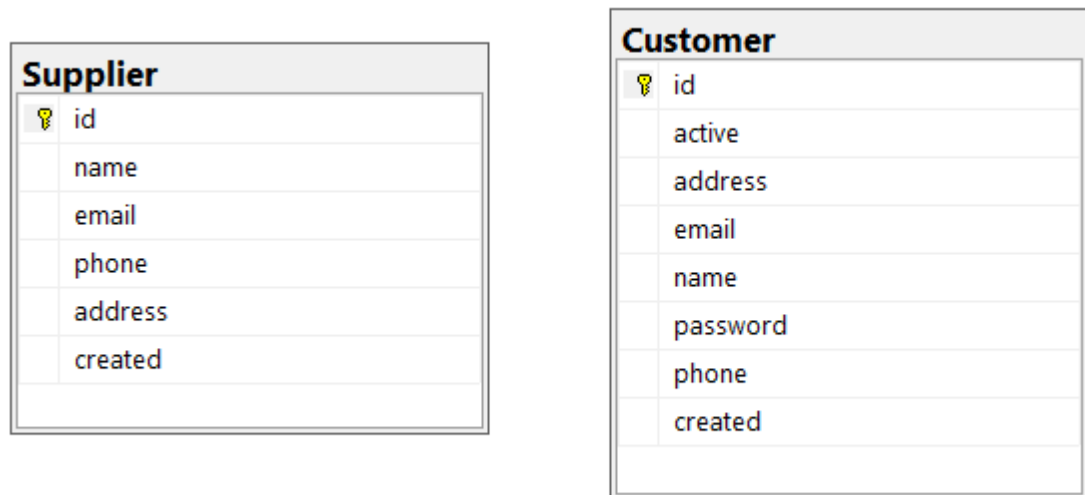 Supplier
id
name
email
phone
address
created
Customer
id
active
address
email
name
password
phone
created